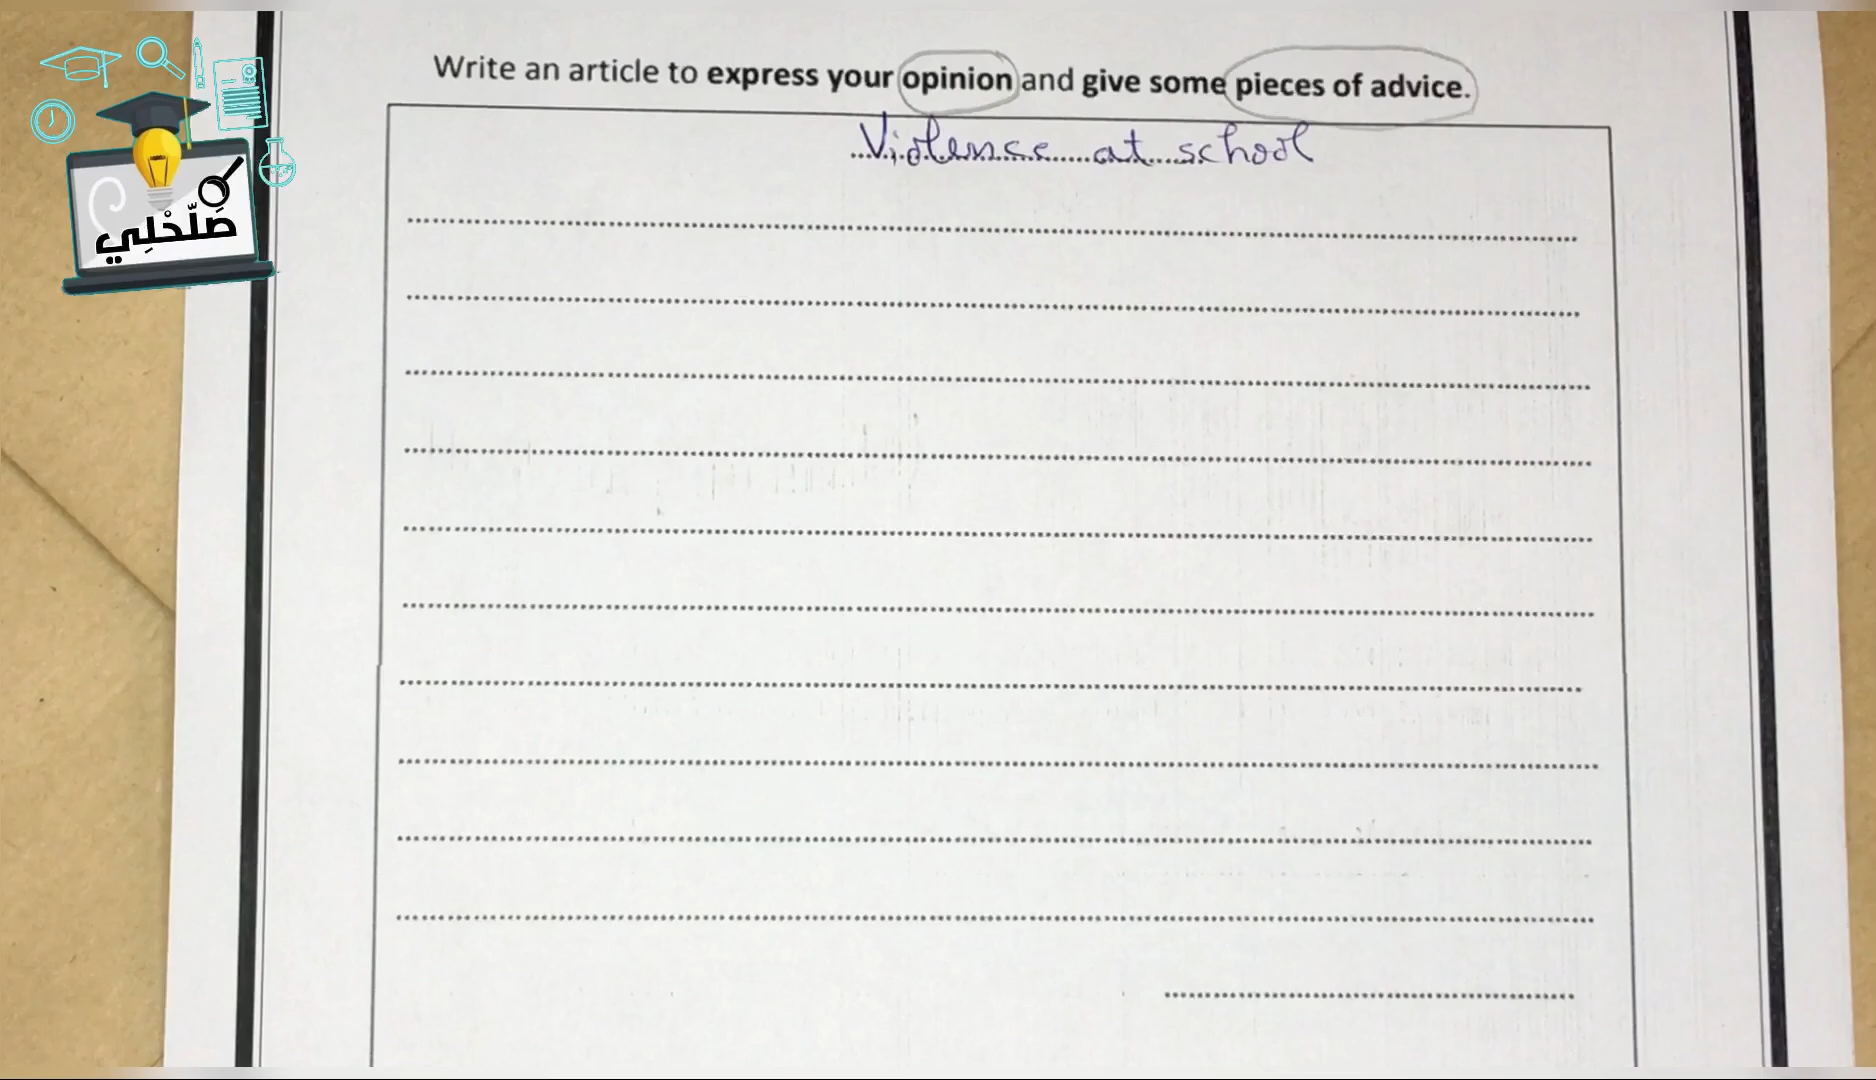 صَلَّحْلِي
Write an article to express your opinion and give some pieces of advice.
Violence at school